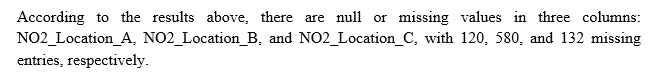 According to the results above, there are null or missing values in three columns:
NO2_Location_A, NO2_Location_B, and NO2_Location_C, with 120, 580, and 132 missing
entries, respectively.